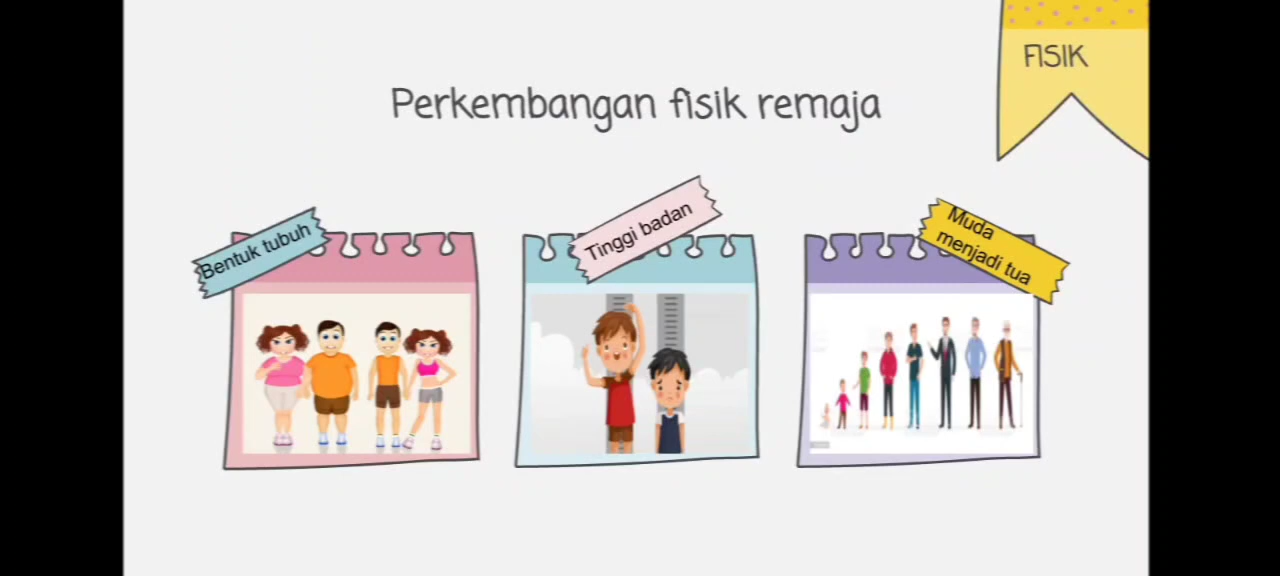 FISIK
Perkembangan fisik remaja
Bentuk tubuh
Tinggi badan
Muda
menjadi tua